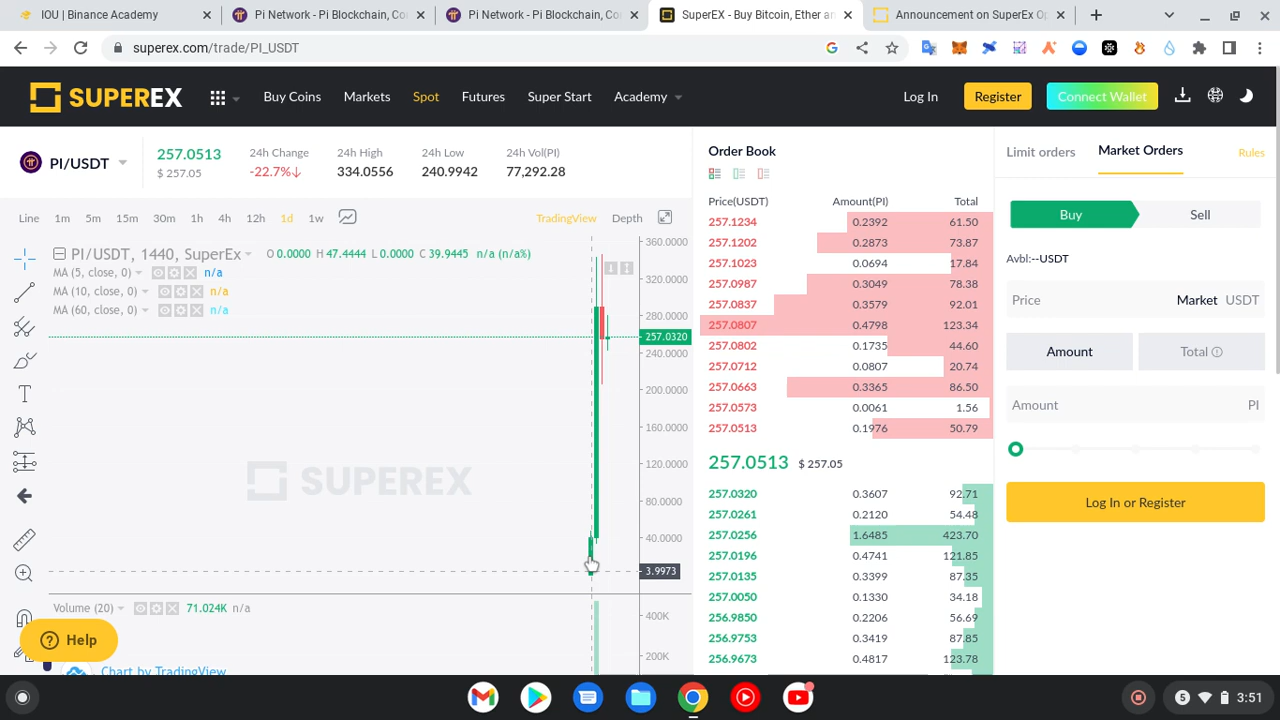 IOU | Binance Academy
Pi Network - Pi Blockchain, Co
Pi Network - Pi Blockchain, Co
SuperEX - Buy Bitcoin, Ether an
Announcement on SuperEx Op
superex.com/trade/PI_USDT
SUPEREX
Buy Coins
Markets
Spot
Futures
Super Start
Academy
Log In
Register
Connect Wallet
PI/USDT
257.0513
$ 257.05
24h Change
-22.7%↓
24h High
334.0556
24h Low
240.9942
24h Vol(PI)
77,292.28
Line 1m 5m 15m 30m 1h 4h 12h 1d 1w
TradingView Depth
PI/USDT, 1440, SuperEx O 0.0000 H 47.4444 L 0.0000 C 39.9445 n/a (n/a%)
MA (5, close, 0) n/a
MA (10, close, 0) n/a
MA (60, close, 0) n/a
SUPEREX
360.0000
320.0000
280.0000
257.0320
240.0000
200.0000
160.0000
120.0000
80.0000
40.0000
3.9973
Volume (20) 71.024K n/a
400K
200K
Chart by TradingView
Help
Order Book
Price(USDT) Amount(PI) Total
257.1234 0.2392 61.50
257.1202 0.2873 73.87
257.1023 0.0694 17.84
257.0987 0.3049 78.38
257.0837 0.3579 92.01
257.0807 0.4798 123.34
257.0802 0.1735 44.60
257.0712 0.0807 20.74
257.0663 0.3365 86.50
257.0573 0.0061 1.56
257.0513 0.1976 50.79
257.0513 $ 257.05
257.0320 0.3607 92.71
257.0261 0.2120 54.48
257.0256 1.6485 423.70
257.0196 0.4741 121.85
257.0135 0.3399 87.35
257.0050 0.1330 34.18
256.9850 0.2206 56.69
256.9753 0.3419 87.85
256.9673 0.4817 123.78
Limit orders
Market Orders
Rules
Buy
Sell
Avbl:--USDT
Price Market USDT
Amount
Total
Amount PI
Log In or Register
5
3:51